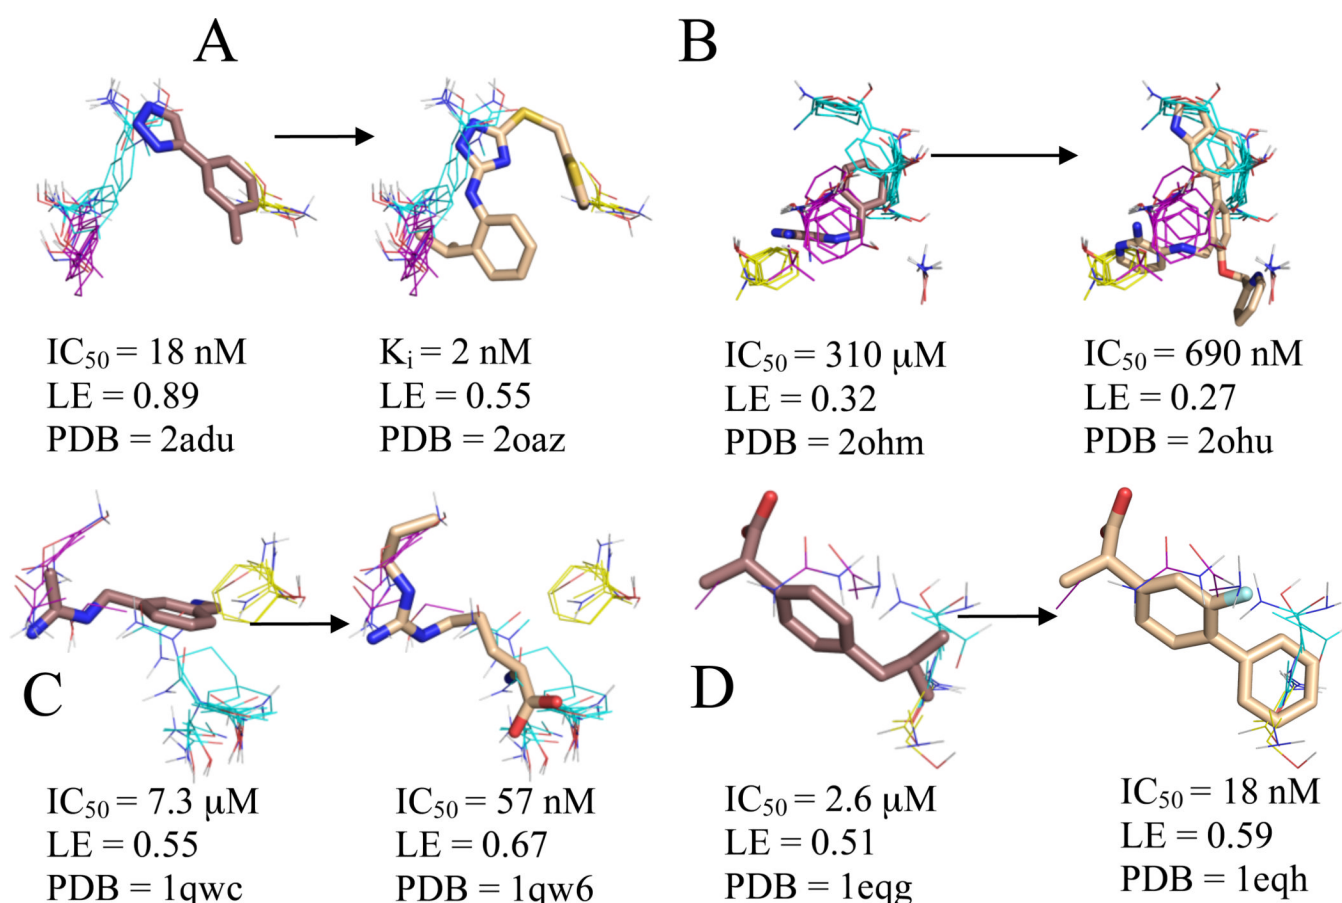 A
B
IC50 = 18 nM
LE = 0.89
PDB = 2adu
Ki = 2 nM
LE = 0.55
PDB = 2oaz
IC50 = 310 μM
LE = 0.32
PDB = 2ohm
IC50 = 690 nM
LE = 0.27
PDB = 2ohu
C
D
IC50 = 7.3 μM
LE = 0.55
PDB = 1qwc
IC50 = 57 nM
LE = 0.67
PDB = 1qw6
IC50 = 2.6 μM
LE = 0.51
PDB = 1eqg
IC50 = 18 nM
LE = 0.59
PDB = 1eqh